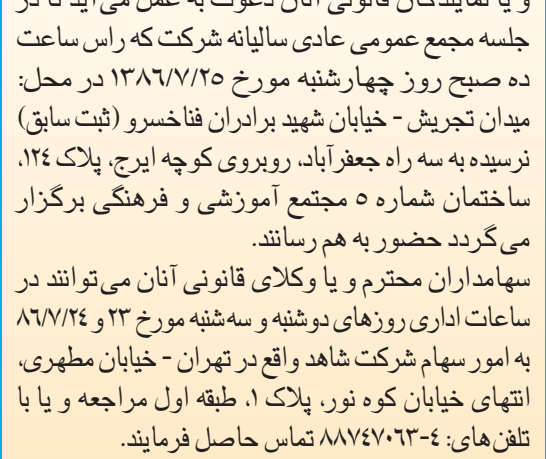 و یا نمایندگان قانونی آنان دعوت به عمل می آید تا در
جلسه مجمع عمومی عادی سالیانه شرکت که راس ساعت
ده صبح روز چهارشنبه مورخ ۱۳۸۶/۷/۲۵ در محل:
میدان تجریش - خیابان شهید برادران فناخسرو (ثبت سابق)
نرسیده به سه راه جعفرآباد، روبروی کوچه ایرج، پلاک ۱۲۴،
ساختمان شماره ۵ مجتمع آموزشی و فرهنگی برگزار
می گردد حضور به هم رسانند.
سهامداران محترم و یا وکلای قانونی آنان می توانند در
ساعات اداری روزهای دوشنبه و سه شنبه مورخ ۲۳ و ۸۶/۷/۲۴
به امور سهام شرکت شاهد واقع در تهران - خیابان مطهری،
انتهای خیابان کوه نور، پلاک ۱، طبقه اول مراجعه و یا با
تلفن های: ۴-۸۸۷۴۷۰۶۳ تماس حاصل فرمایند.